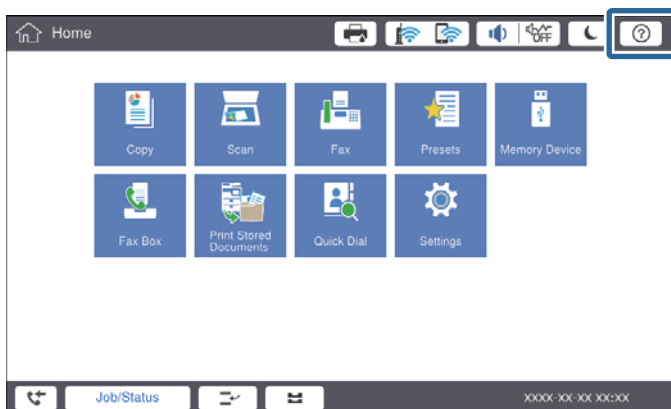 Home
OFF
?
Copy
Scan
Fax
Presets
Memory Device
Fax Box
Print Stored
Documents
Quick Dial
Settings
Job/Status
XXXX-XX-XX XX:XX